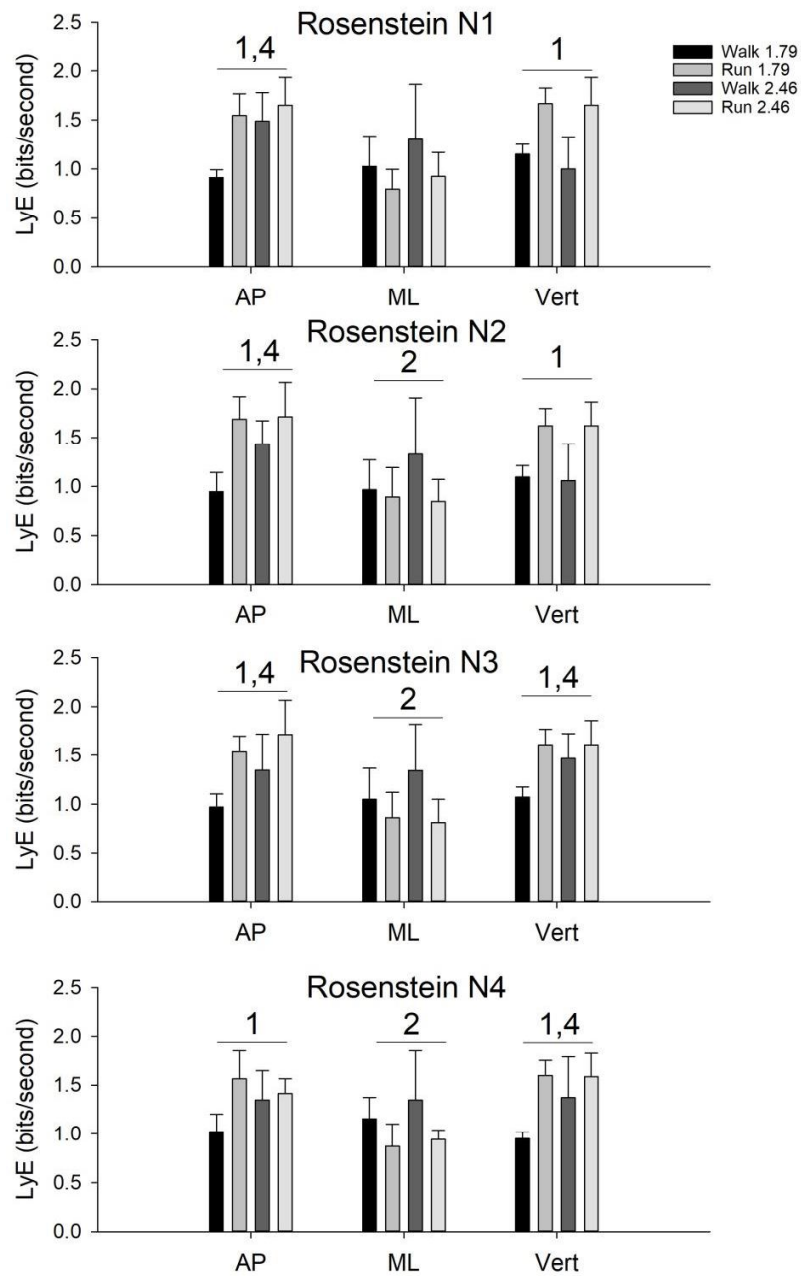 Rosenstein N1
2.5
2.0
1.5
1.0
0.5
0.0
LyE (bits/second)
1,4
1
Walk 1.79
Run 1.79
Walk 2.46
Run 2.46
AP ML Vert
Rosenstein N2
2.5
2.0
1.5
1.0
0.5
0.0
LyE (bits/second)
1,4
2
1
AP ML Vert
Rosenstein N3
2.5
2.0
1.5
1.0
0.5
0.0
LyE (bits/second)
1,4
2
1,4
AP ML Vert
Rosenstein N4
2.5
2.0
1.5
1.0
0.5
0.0
LyE (bits/second)
1
2
1,4
AP ML Vert